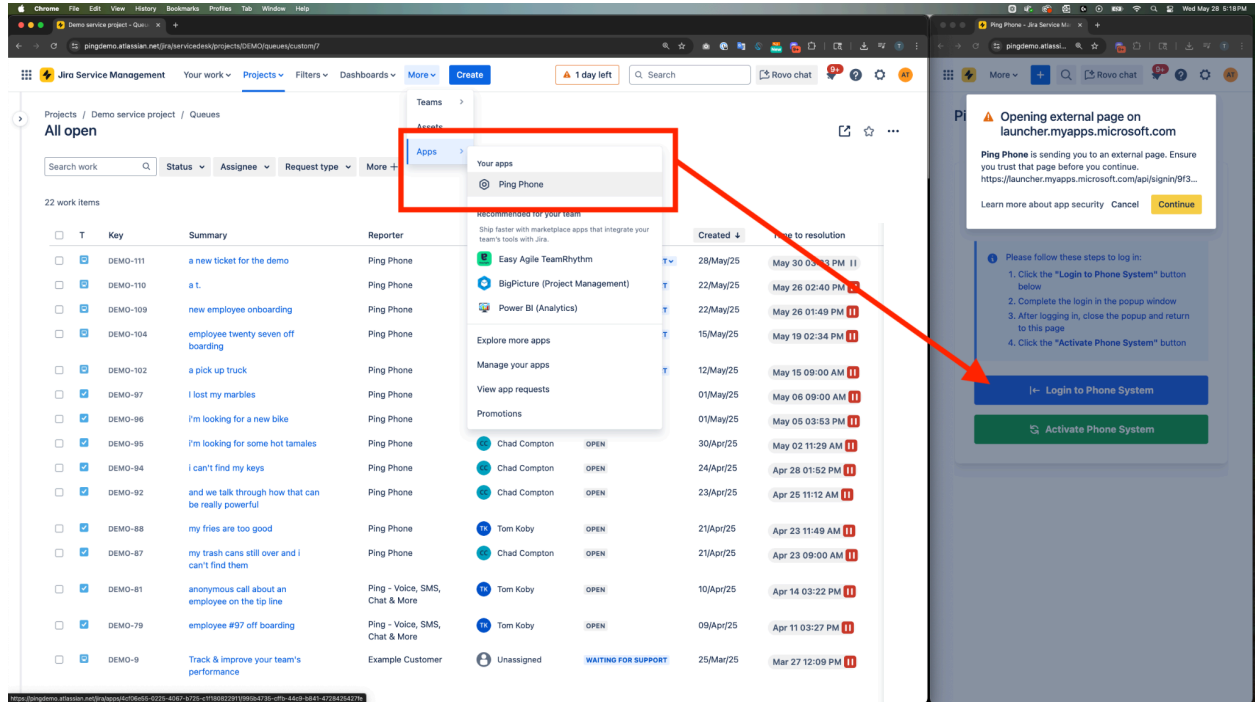 Chrome File Edit View History Bookmarks Profiles Tab Window Help
Wed May 28 5:18PM
Demo service project - Queu
pingdemo.atlassian.net/jira/servicedesk/projects/DEMO/queues/custom/7
Jira Service Management Your work Projects Filters Dashboards More Create 1 day left Search Rovo chat 9+ AT
Projects / Demo service project / Queues
All open
Search work Status Assignee Request type More +
22 work items
Teams
Assets
Apps
Your apps
Ping Phone
Recommended for your team
Ship faster with marketplace apps that integrate your
team's tools with Jira.
Easy Agile TeamRhythm
BigPicture (Project Management)
Power BI (Analytics)
Explore more apps
Manage your apps
View app requests
Promotions
T Key Summary Reporter Created Time to resolution
DEMO-111 a new ticket for the demo Ping Phone 28/May/25 May 30 03:33 PM
DEMO-110 a t. Ping Phone 22/May/25 May 26 02:40 PM
DEMO-109 new employee onboarding Ping Phone 22/May/25 May 26 01:49 PM
DEMO-104 employee twenty seven off Ping Phone 15/May/25 May 19 02:34 PM
boarding
DEMO-102 a pick up truck Ping Phone 12/May/25 May 15 09:00 AM
DEMO-97 I lost my marbles Ping Phone 01/May/25 May 06 09:00 AM
DEMO-96 i'm looking for a new bike Ping Phone 01/May/25 May 05 03:53 PM
DEMO-95 i'm looking for some hot tamales Ping Phone CC Chad Compton OPEN 30/Apr/25 May 02 11:29 AM
DEMO-94 i can't find my keys Ping Phone CC Chad Compton OPEN 24/Apr/25 Apr 28 01:52 PM
DEMO-92 and we talk through how that can Ping Phone CC Chad Compton OPEN 23/Apr/25 Apr 25 11:12 AM
be really powerful
DEMO-88 my fries are too good Ping Phone TK Tom Koby OPEN 21/Apr/25 Apr 23 11:49 AM
DEMO-87 my trash cans still over and i Ping Phone CC Chad Compton OPEN 21/Apr/25 Apr 23 09:00 AM
can't find them
DEMO-81 anonymous call about an Ping - Voice, SMS, TK Tom Koby OPEN 10/Apr/25 Apr 14 03:22 PM
employee on the tip line Chat & More
DEMO-79 employee #97 off boarding Ping - Voice, SMS, TK Tom Koby OPEN 09/Apr/25 Apr 11 03:27 PM
Chat & More
DEMO-9 Track & improve your team's Example Customer Unassigned WAITING FOR SUPPORT 25/Mar/25 Mar 27 12:09 PM
performance
Ping Phone - Jira Service Ma
pingdemo.atlassi...
More + Rovo chat 9+ AT
Pi
Opening external page on
launcher.myapps.microsoft.com
Ping Phone is sending you to an external page. Ensure
you trust that page before you continue.
https://launcher.myapps.microsoft.com/api/signin/9f3...
Learn more about app security Cancel Continue
Please follow these steps to log in:
1. Click the "Login to Phone System" button
below
2. Complete the login in the popup window
3. After logging in, close the popup and return
to this page
4. Click the "Activate Phone System" button
Login to Phone System
Activate Phone System